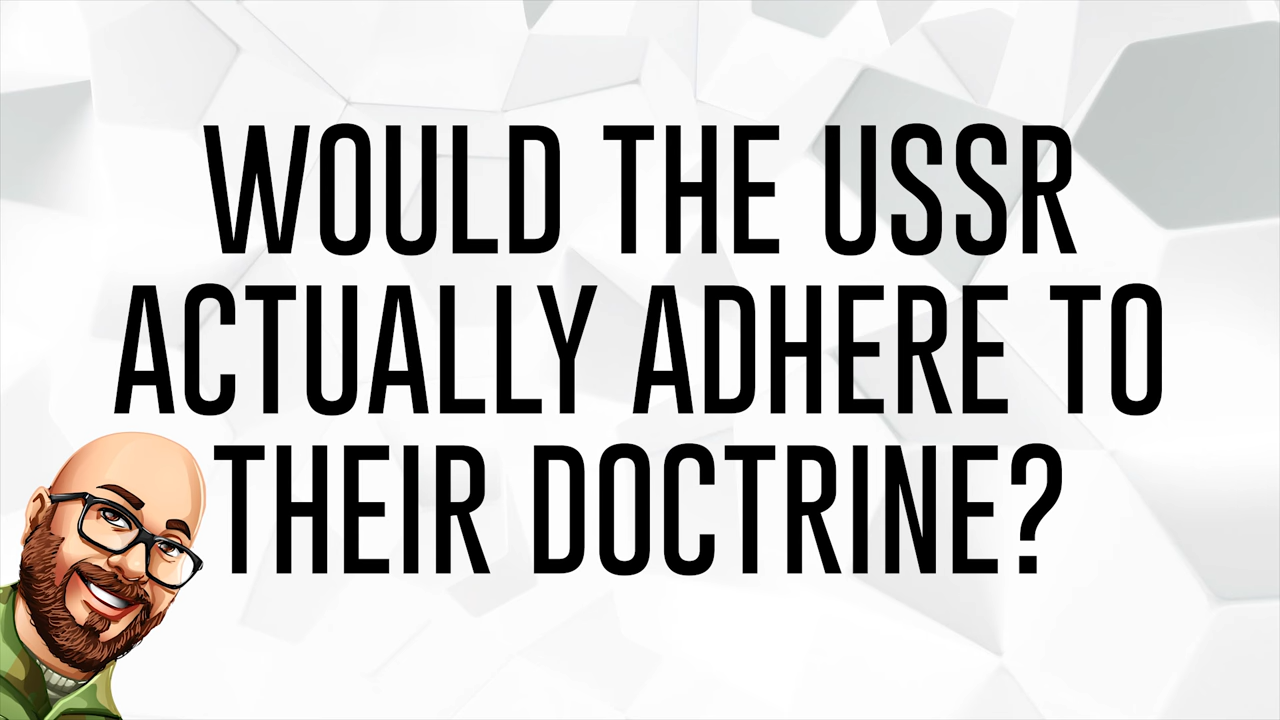 WOULD THE USSR
ACTUALLY ADHERE TO
THEIR DOCTRINE?